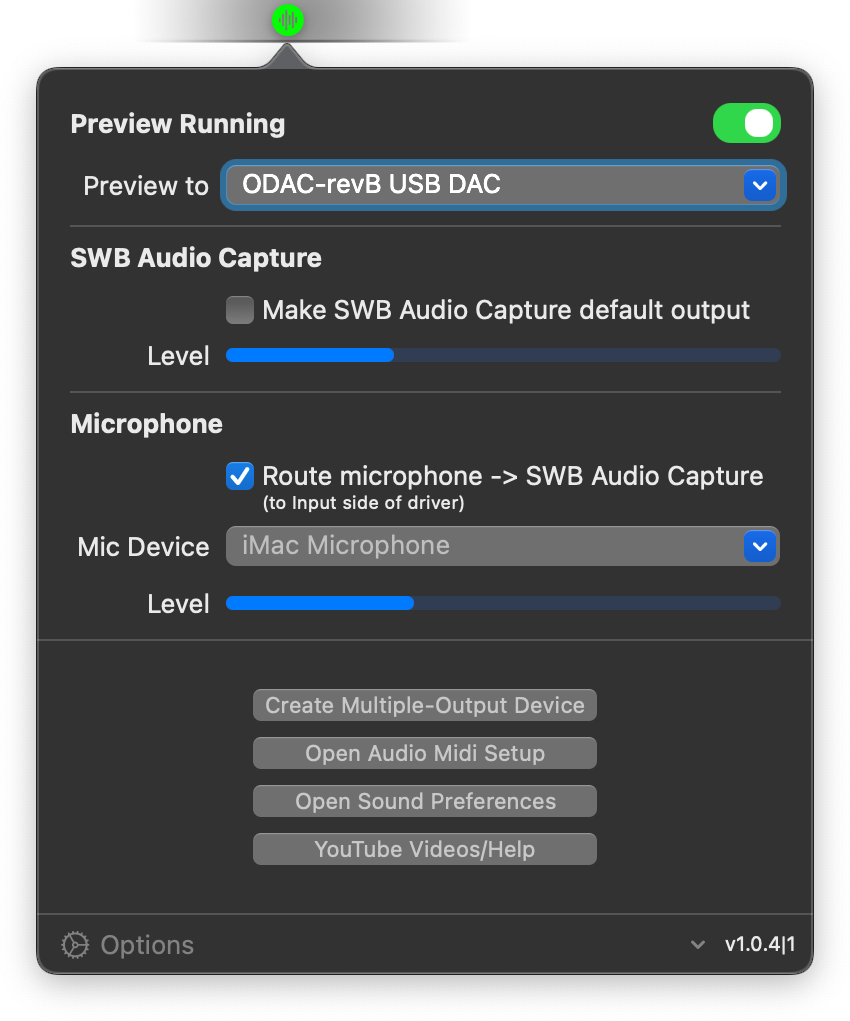 Preview Running
Preview to ODAC-revB USB DAC
SWB Audio Capture
Make SWB Audio Capture default output
Level
Microphone
Route microphone -> SWB Audio Capture
(to Input side of driver)
Mic Device iMac Microphone
Level
Create Multiple-Output Device
Open Audio Midi Setup
Open Sound Preferences
YouTube Videos/Help
Options v1.0.4|1